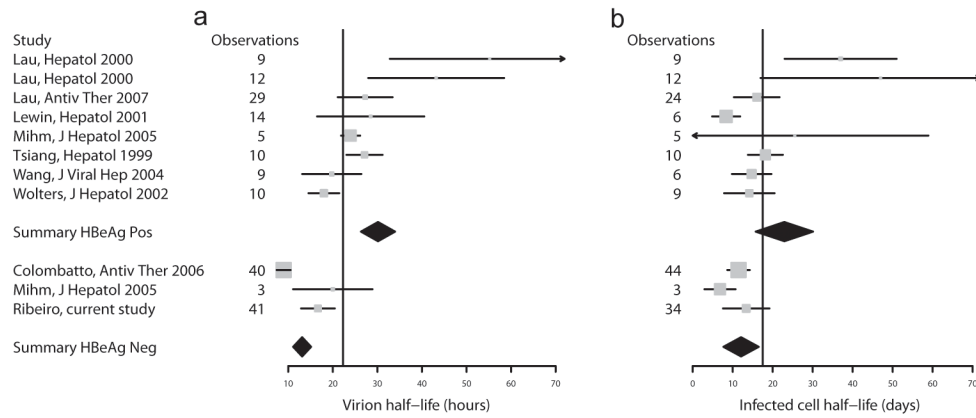 a b
Study Observations Observations
Lau, Hepatol 2000 9 9
Lau, Hepatol 2000 12 12
Lau, Antiv Ther 2007 29 24
Lewin, Hepatol 2001 14 6
Mihm, J Hepatol 2005 5 5
Tsiang, Hepatol 1999 10 10
Wang, J Viral Hep 2004 9 6
Wolters, J Hepatol 2002 10 9
Summary HBeAg Pos
Colombatto, Antiv Ther 2006 40 44
Mihm, J Hepatol 2005 3 3
Ribeiro, current study 41 34
Summary HBeAg Neg
10 20 30 40 50 60 70 0 10 20 30 40 50 60 70
Virion half−life (hours) Infected cell half−life (days)